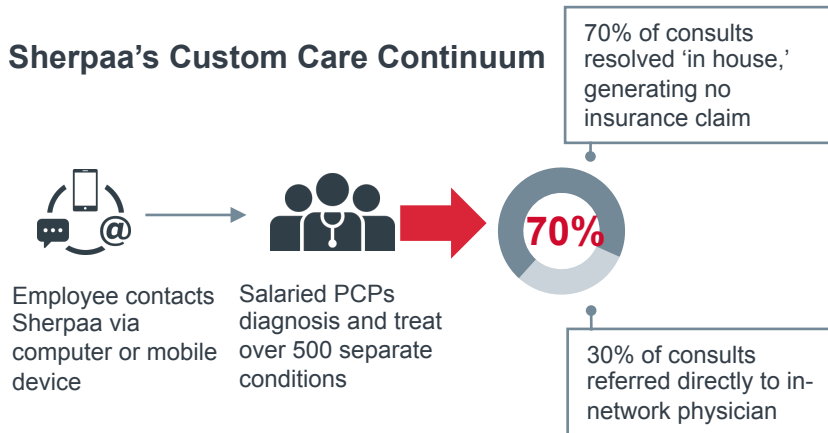 Sherpaa’s Custom Care Continuum
70% of consults
resolved ‘in house,’
generating no
insurance claim
@
70%
Employee contacts
Sherpaa via
computer or mobile
device
Salaried PCPs
diagnosis and treat
over 500 separate
conditions
30% of consults
referred directly to in-
network physician